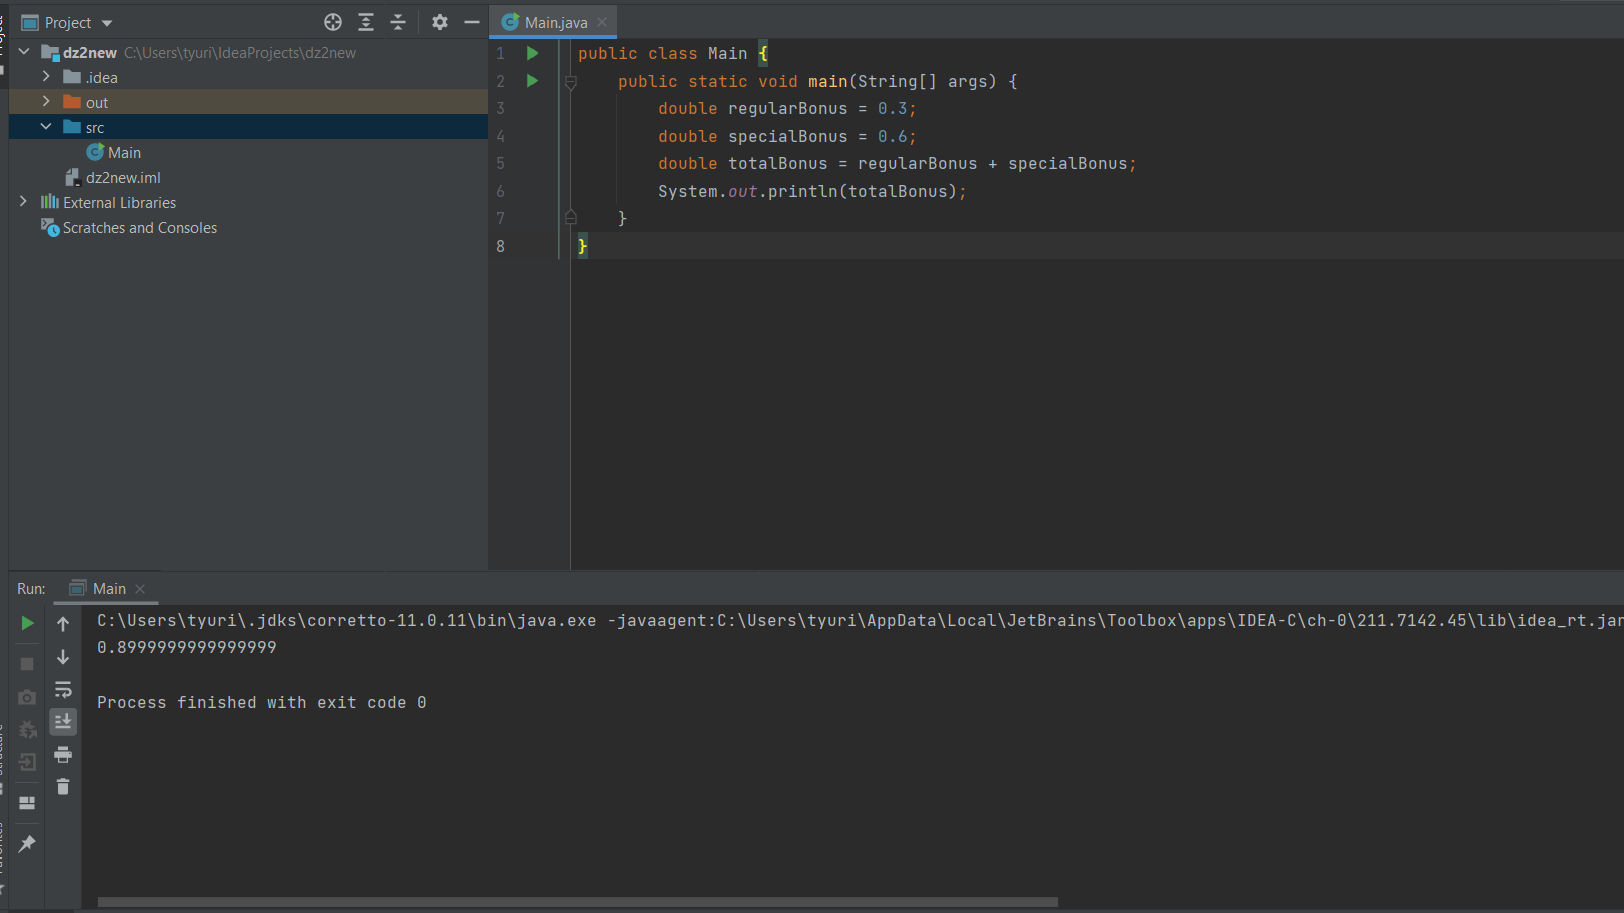 Project
Main.java
dz2new C:\Users\tyuri\IdeaProjects\dz2new
.idea
out
src
Main
dz2new.iml
External Libraries
Scratches and Consoles
1 public class Main {
2 public static void main(String[] args) {
3 double regularBonus = 0.3;
4 double specialBonus = 0.6;
5 double totalBonus = regularBonus + specialBonus;
6 System.out.println(totalBonus);
7 }
8 }
Run: Main
C:\Users\tyuri\.jdks\corretto-11.0.11\bin\java.exe -javaagent:C:\Users\tyuri\AppData\Local\JetBrains\Toolbox\apps\IDEA-C\ch-0\211.7142.45\lib\idea_rt.jar
0.8999999999999999
Process finished with exit code 0